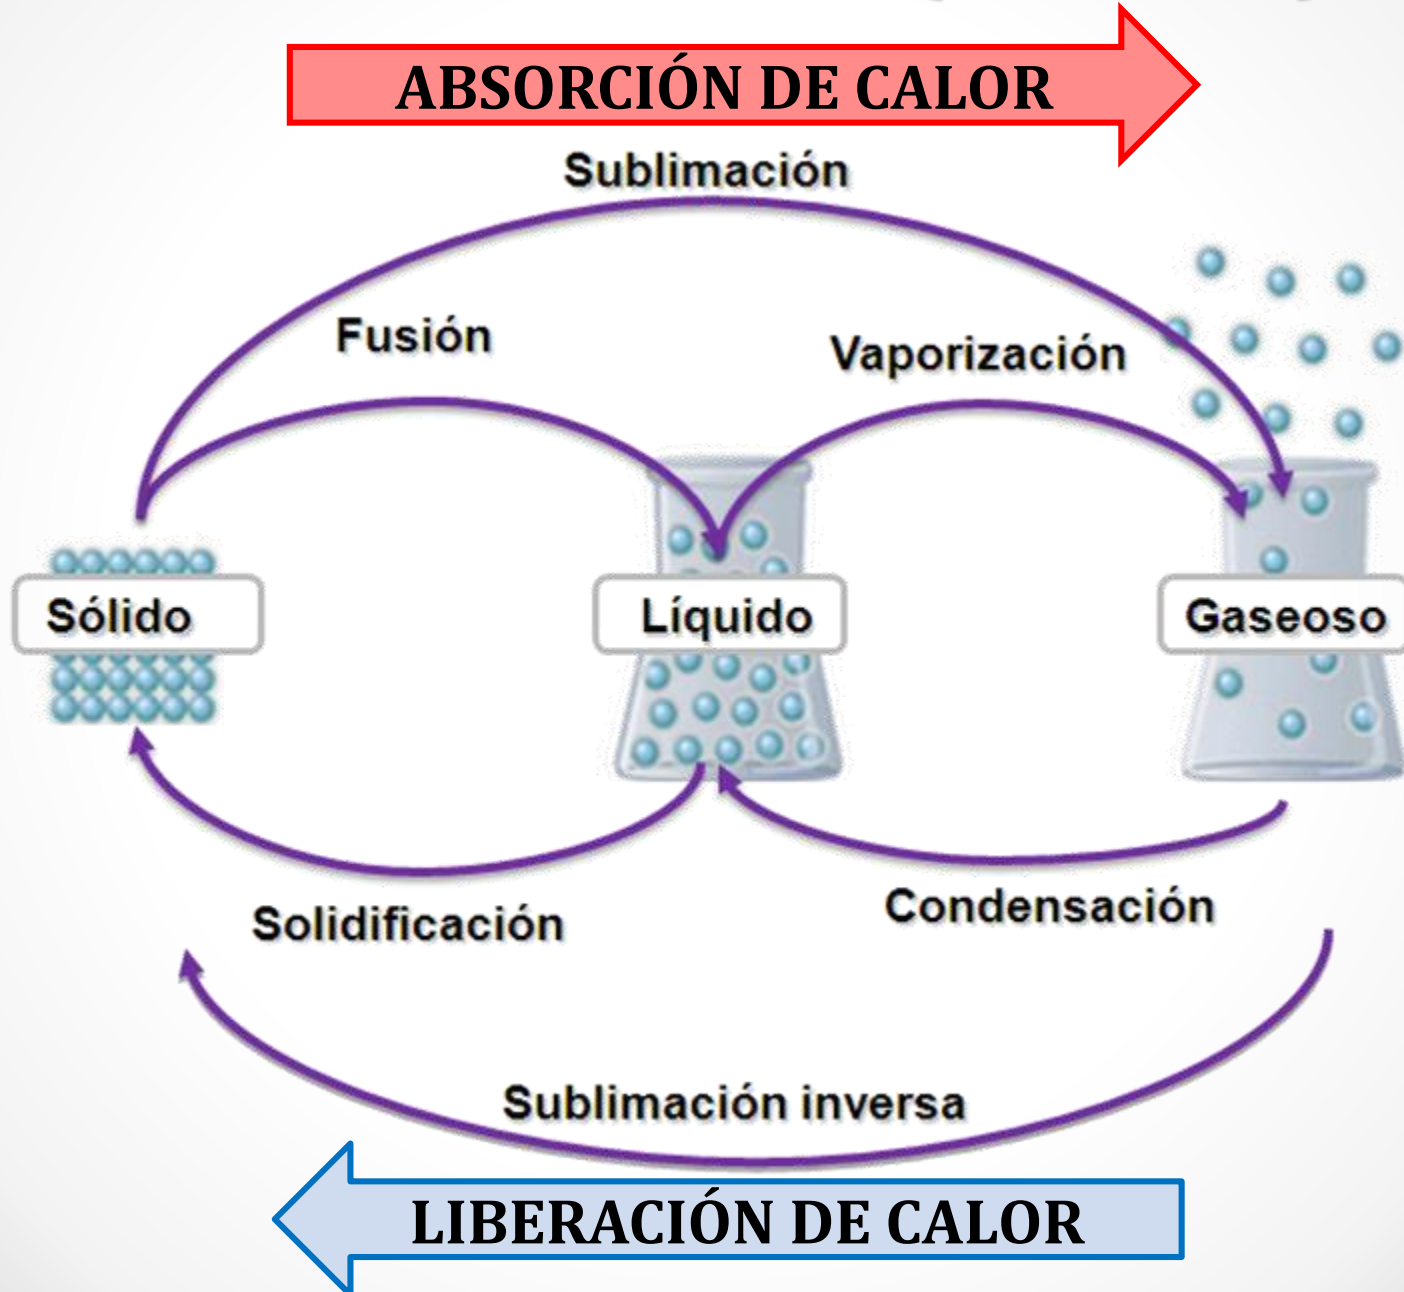 ABSORCIÓN DE CALOR
Sublimación
Fusión
Vaporización
Sólido
Líquido
Gaseoso
Solidificación
Condensación
Sublimación inversa
LIBERACIÓN DE CALOR